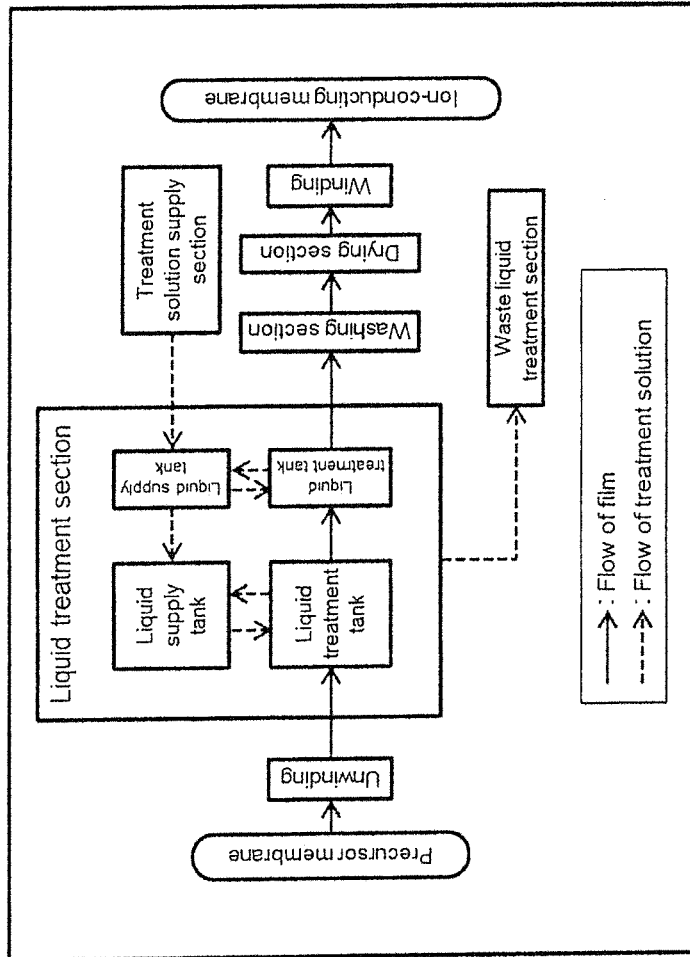 Liquid treatment section
Precursor membrane
Unwinding
Liquid
supply
tank
Liquid
treatment
tank
Liquid supply
tank
Liquid
treatment tank
Treatment
solution supply
section
Washing section
Drying section
Winding
Ion-conducting membrane
Waste liquid
treatment section
: Flow of film
: Flow of treatment solution